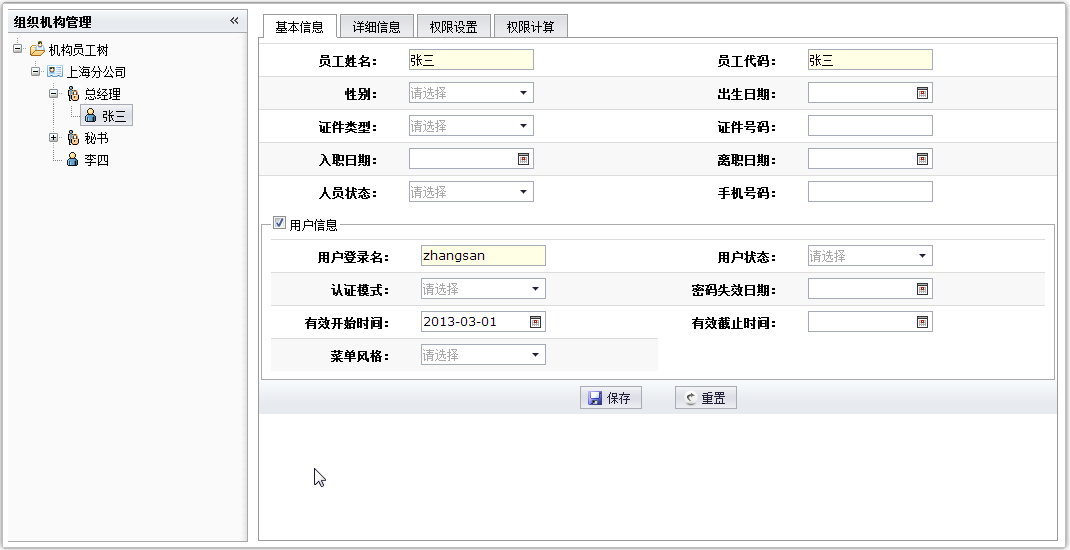 组织机构管理 «
机构员工树
上海分公司
总经理
张三
秘书
李四
基本信息 详细信息 权限设置 权限计算
员工姓名： 张三 员工代码： 张三
性别： 请选择 出生日期：
证件类型： 请选择 证件号码：
入职日期： 离职日期：
人员状态： 请选择 手机号码：
用户信息
用户登录名： zhangsan 用户状态： 请选择
认证模式： 请选择 密码失效日期：
有效开始时间： 2013-03-01 有效截止时间：
菜单风格： 请选择
保存 重置